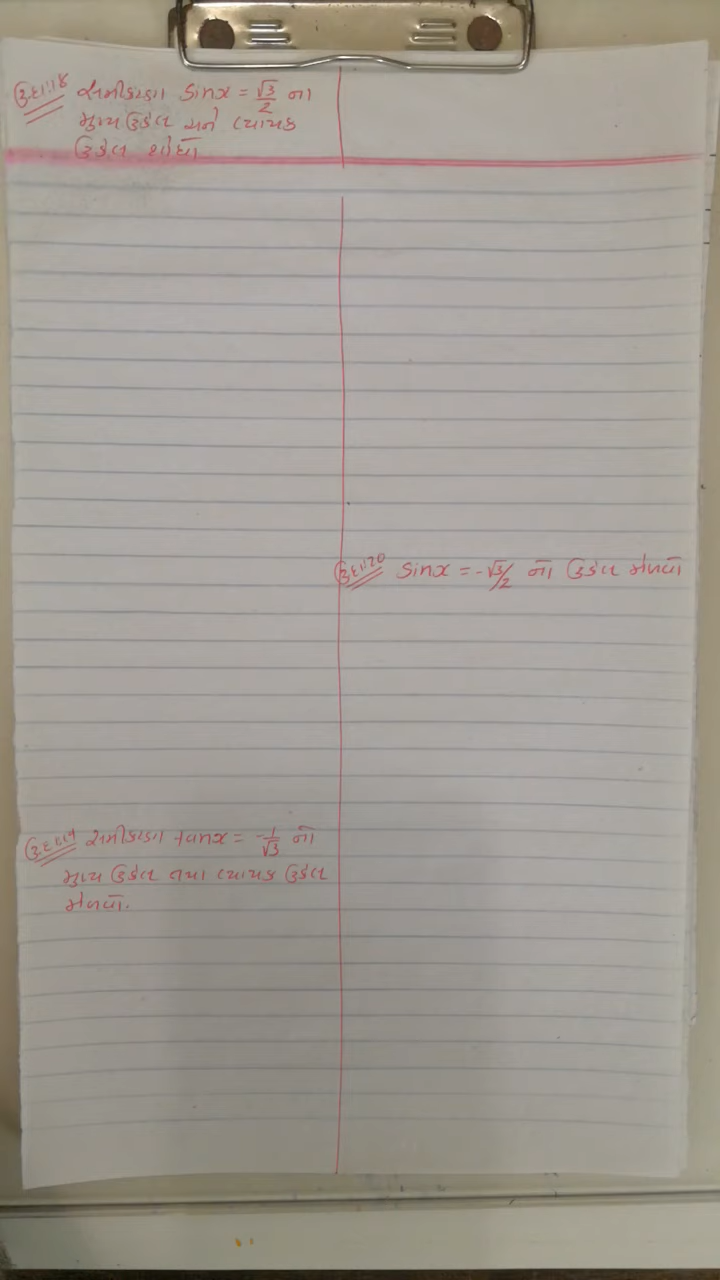 ઉદા:18 સમીકરણ sinx = √3/2 ના
મુખ્ય ઉકેલ અને વ્યાપક
ઉકેલ શોધો
ઉદા:19 સમીકરણ tanx = -1/√3 નો
મુખ્ય ઉકેલ તથા વ્યાપક ઉકેલ
મેળવો.
ઉદા:20 sinx = -√3/2 નો ઉકેલ મેળવો